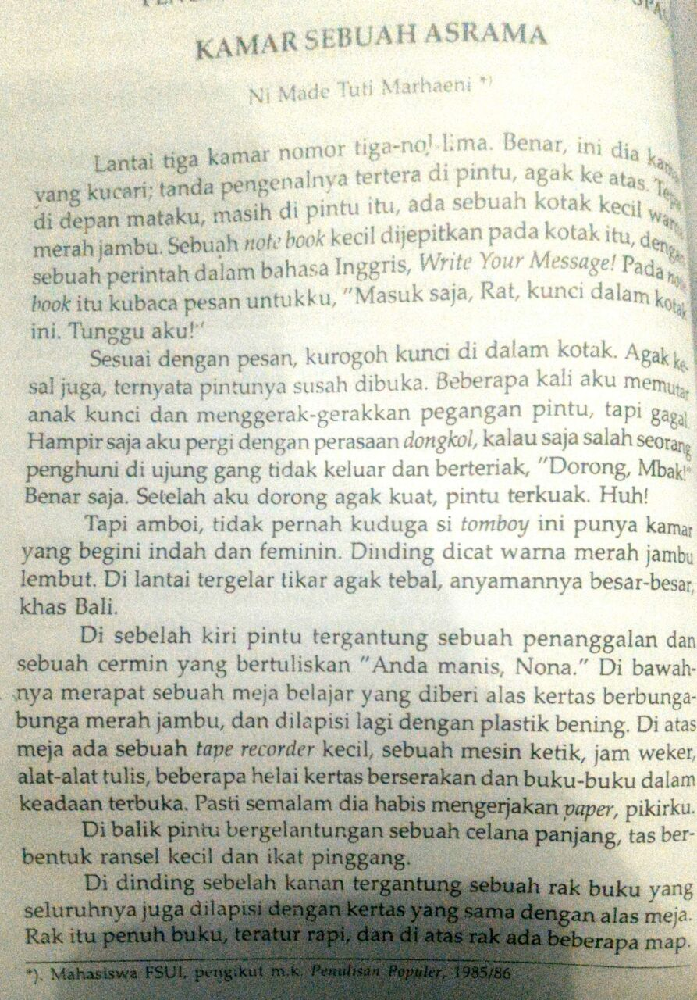 KAMAR SEBUAH ASRAMA
Ni Made Tuti Marhaeni *)
Lantai tiga kamar nomor tiga-nol lima. Benar, ini dia kamar
yang kucari; tanda pengenalnya tertera di pintu, agak ke atas. Tepat
di depan mataku, masih di pintu itu, ada sebuah kotak kecil warna
merah jambu. Sebuah note book kecil dijepitkan pada kotak itu, dengan
sebuah perintah dalam bahasa Inggris, Write Your Message! Pada note
book itu kubaca pesan untukku, "Masuk saja, Rat, kunci dalam kotak
ini. Tunggu aku!"
Sesuai dengan pesan, kurogoh kunci di dalam kotak. Agak ke-
sal juga, ternyata pintunya susah dibuka. Beberapa kali aku memutar
anak kunci dan menggerak-gerakkan pegangan pintu, tapi gagal.
Hampir saja aku pergi dengan perasaan dongkol, kalau saja salah seorang
penghuni di ujung gang tidak keluar dan berteriak, "Dorong, Mbak!"
Benar saja. Setelah aku dorong agak kuat, pintu terkuak. Huh!
Tapi amboi, tidak pernah kuduga si tomboy ini punya kamar
yang begini indah dan feminin. Dinding dicat warna merah jambu
lembut. Di lantai tergelar tikar agak tebal, anyamannya besar-besar,
khas Bali.
Di sebelah kiri pintu tergantung sebuah penanggalan dan
sebuah cermin yang bertuliskan "Anda manis, Nona." Di bawah-
nya merapat sebuah meja belajar yang diberi alas kertas berbunga-
bunga merah jambu, dan dilapisi lagi dengan plastik bening. Di atas
meja ada sebuah tape recorder kecil, sebuah mesin ketik, jam weker,
alat-alat tulis, beberapa helai kertas berserakan dan buku-buku dalam
keadaan terbuka. Pasti semalam dia habis mengerjakan paper, pikirku.
Di balik pintu bergelantungan sebuah celana panjang, tas ber-
bentuk ransel kecil dan ikat pinggang.
Di dinding sebelah kanan tergantung sebuah rak buku yang
seluruhnya juga dilapisi dengan kertas yang sama dengan alas meja.
Rak itu penuh buku, teratur rapi, dan di atas rak ada beberapa map.
*). Mahasiswa FSUI, pengikut m.k. Penulisan Populer, 1985/86